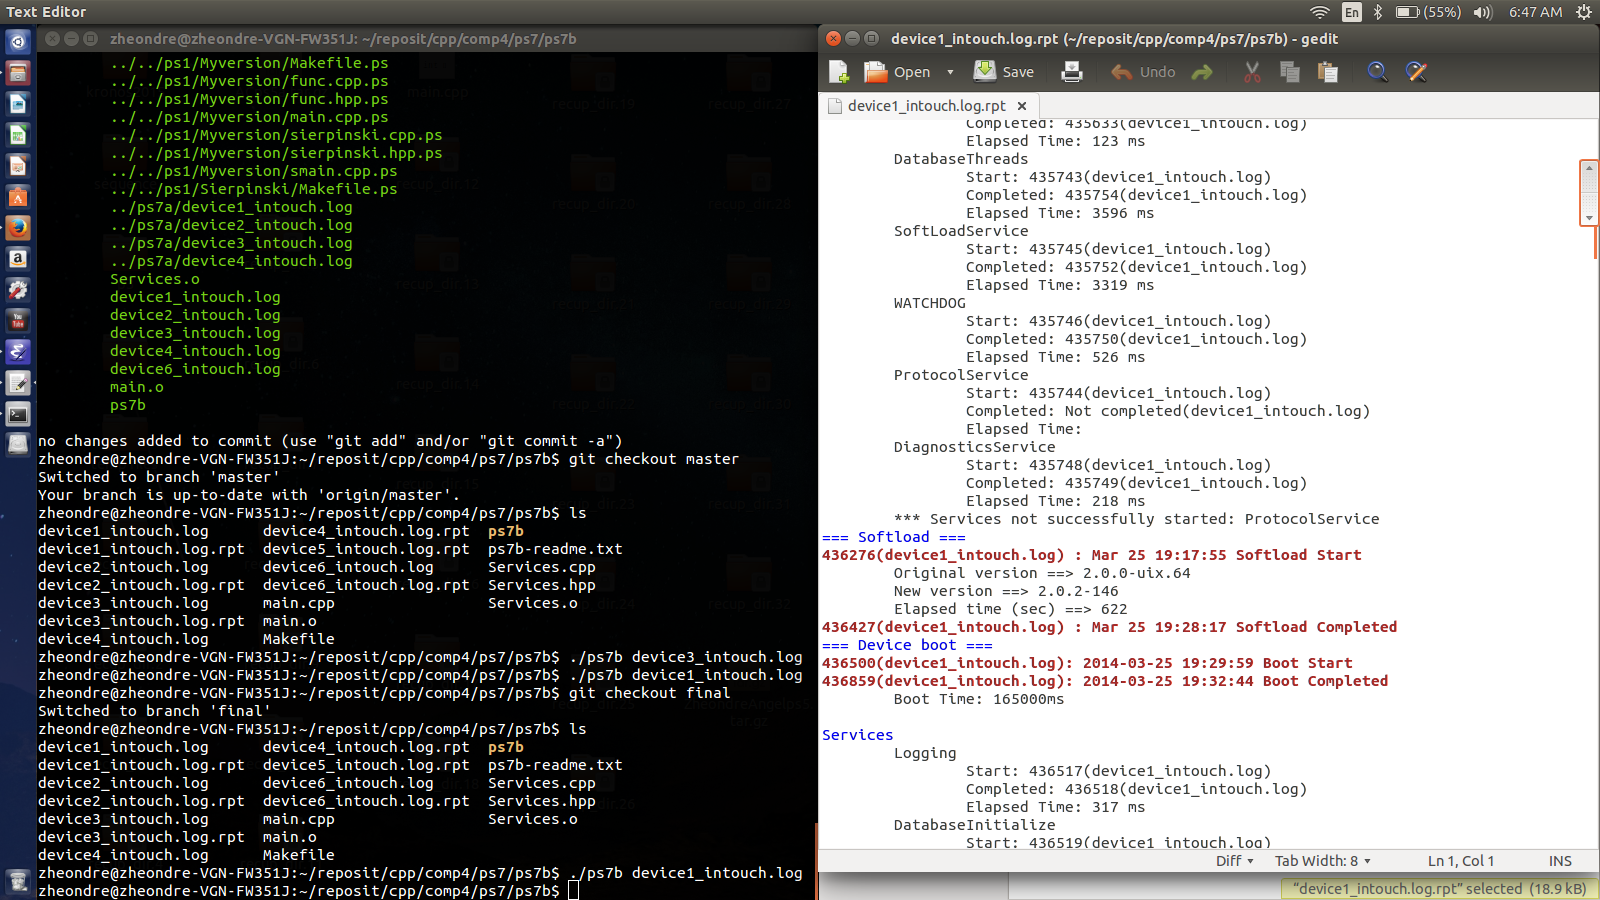 Text Editor
En
(55%)
6:47 AM
zheondre@zheondre-VGN-FW351J: ~/reposit/cpp/comp4/ps7/ps7b
../../ps1/Myversion/Makefile.ps
../../ps1/Myversion/func.cpp.ps
../../ps1/Myversion/func.hpp.ps
../../ps1/Myversion/main.cpp.ps
../../ps1/Myversion/sierpinski.cpp.ps
../../ps1/Myversion/sierpinski.hpp.ps
../../ps1/Myversion/smain.cpp.ps
../../ps1/Sierpinski/Makefile.ps
../ps7a/device1_intouch.log
../ps7a/device2_intouch.log
../ps7a/device3_intouch.log
../ps7a/device4_intouch.log
Services.o
device1_intouch.log
device2_intouch.log
device3_intouch.log
device4_intouch.log
device6_intouch.log
main.o
ps7b
no changes added to commit (use "git add" and/or "git commit -a")
zheondre@zheondre-VGN-FW351J:~/reposit/cpp/comp4/ps7/ps7b$ git checkout master
Switched to branch 'master'
Your branch is up-to-date with 'origin/master'.
zheondre@zheondre-VGN-FW351J:~/reposit/cpp/comp4/ps7/ps7b$ ls
device1_intouch.log device4_intouch.log.rpt ps7b
device1_intouch.log.rpt device5_intouch.log.rpt ps7b-readme.txt
device2_intouch.log device6_intouch.log Services.cpp
device2_intouch.log.rpt device6_intouch.log.rpt Services.hpp
device3_intouch.log main.cpp Services.o
device3_intouch.log.rpt main.o
device4_intouch.log Makefile
zheondre@zheondre-VGN-FW351J:~/reposit/cpp/comp4/ps7/ps7b$ ./ps7b device3_intouch.log
zheondre@zheondre-VGN-FW351J:~/reposit/cpp/comp4/ps7/ps7b$ ./ps7b device1_intouch.log
zheondre@zheondre-VGN-FW351J:~/reposit/cpp/comp4/ps7/ps7b$ git checkout final
Switched to branch 'final'
zheondre@zheondre-VGN-FW351J:~/reposit/cpp/comp4/ps7/ps7b$ ls
device1_intouch.log device4_intouch.log.rpt ps7b
device1_intouch.log.rpt device5_intouch.log.rpt ps7b-readme.txt
device2_intouch.log device6_intouch.log Services.cpp
device2_intouch.log.rpt device6_intouch.log.rpt Services.hpp
device3_intouch.log main.cpp Services.o
device3_intouch.log.rpt main.o
device4_intouch.log Makefile
zheondre@zheondre-VGN-FW351J:~/reposit/cpp/comp4/ps7/ps7b$ ./ps7b device1_intouch.log
zheondre@zheondre-VGN-FW351J:~/reposit/cpp/comp4/ps7/ps7b$
device1_intouch.log.rpt (~/reposit/cpp/comp4/ps7/ps7b) - gedit
Open Save Undo
device1_intouch.log.rpt
Completed: 435633(device1_intouch.log)
Elapsed Time: 123 ms
DatabaseThreads
Start: 435743(device1_intouch.log)
Completed: 435754(device1_intouch.log)
Elapsed Time: 3596 ms
SoftLoadService
Start: 435745(device1_intouch.log)
Completed: 435752(device1_intouch.log)
Elapsed Time: 3319 ms
WATCHDOG
Start: 435746(device1_intouch.log)
Completed: 435750(device1_intouch.log)
Elapsed Time: 526 ms
ProtocolService
Start: 435744(device1_intouch.log)
Completed: Not completed(device1_intouch.log)
Elapsed Time:
DiagnosticsService
Start: 435748(device1_intouch.log)
Completed: 435749(device1_intouch.log)
Elapsed Time: 218 ms
*** Services not successfully started: ProtocolService
=== Softload ===
436276(device1_intouch.log) : Mar 25 19:17:55 Softload Start
Original version ==> 2.0.0-uix.64
New version ==> 2.0.2-146
Elapsed time (sec) ==> 622
436427(device1_intouch.log) : Mar 25 19:28:17 Softload Completed
=== Device boot ===
436500(device1_intouch.log): 2014-03-25 19:29:59 Boot Start
436859(device1_intouch.log): 2014-03-25 19:32:44 Boot Completed
Boot Time: 165000ms
Services
Logging
Start: 436517(device1_intouch.log)
Completed: 436518(device1_intouch.log)
Elapsed Time: 317 ms
DatabaseInitialize
Start: 436519(device1_intouch.log)
Diff Tab Width: 8 Ln 1, Col 1 INS
"device1_intouch.log.rpt" selected (18.9 kB)